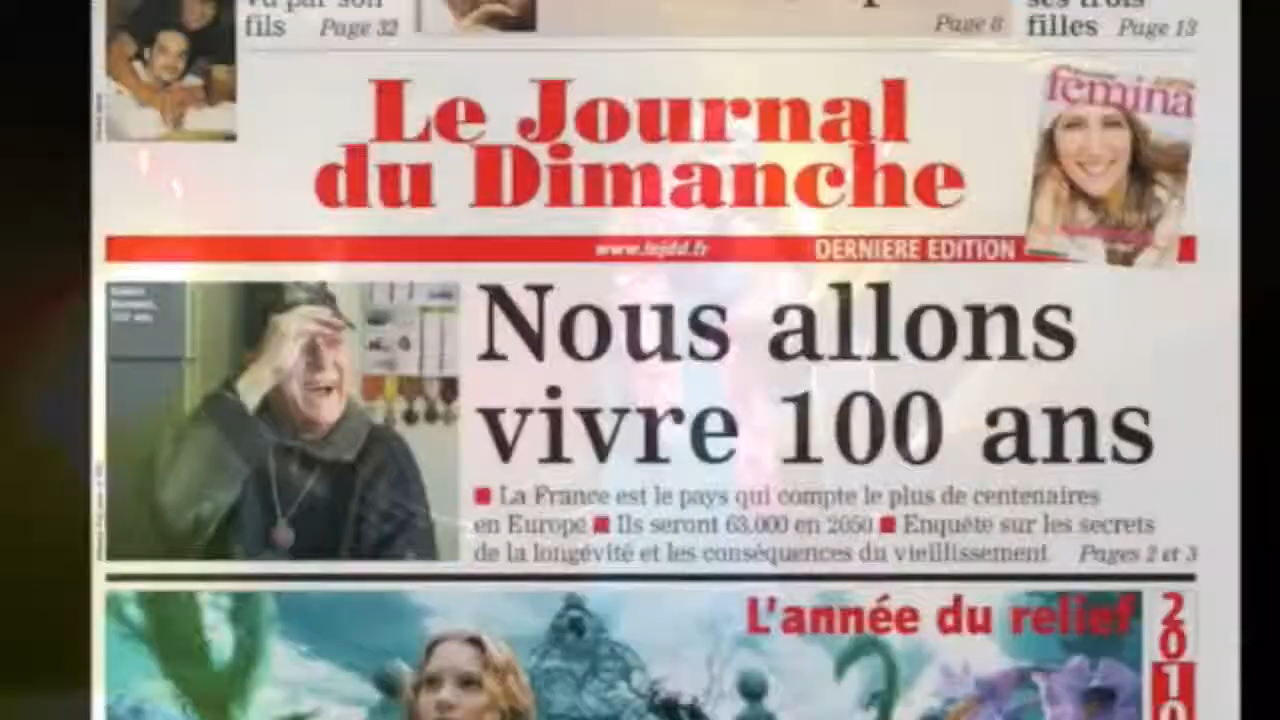 fils Page 32
Page 8
ses trois
filles Page 13
Le Journal
du Dimanche
femina
www.lejdd.fr
DERNIERE EDITION
Nous allons
vivre 100 ans
■ La France est le pays qui compte le plus de centenaires
en Europe ■ Ils seront 63.000 en 2050 ■ Enquête sur les secrets
de la longévité et les conséquences du vieillissement Pages 2 et 3
L'année du relief
2010